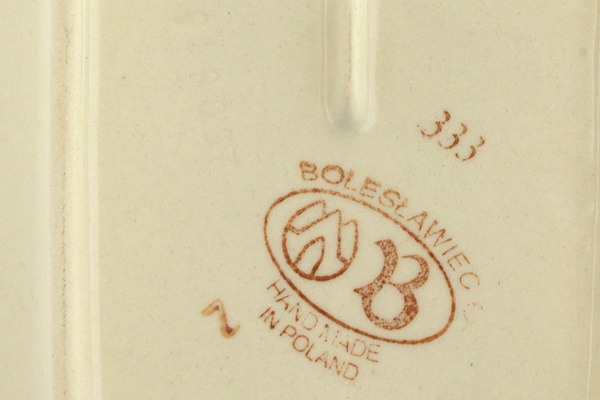 333
BOLESŁAWIEC
B
HAND MADE
IN POLAND